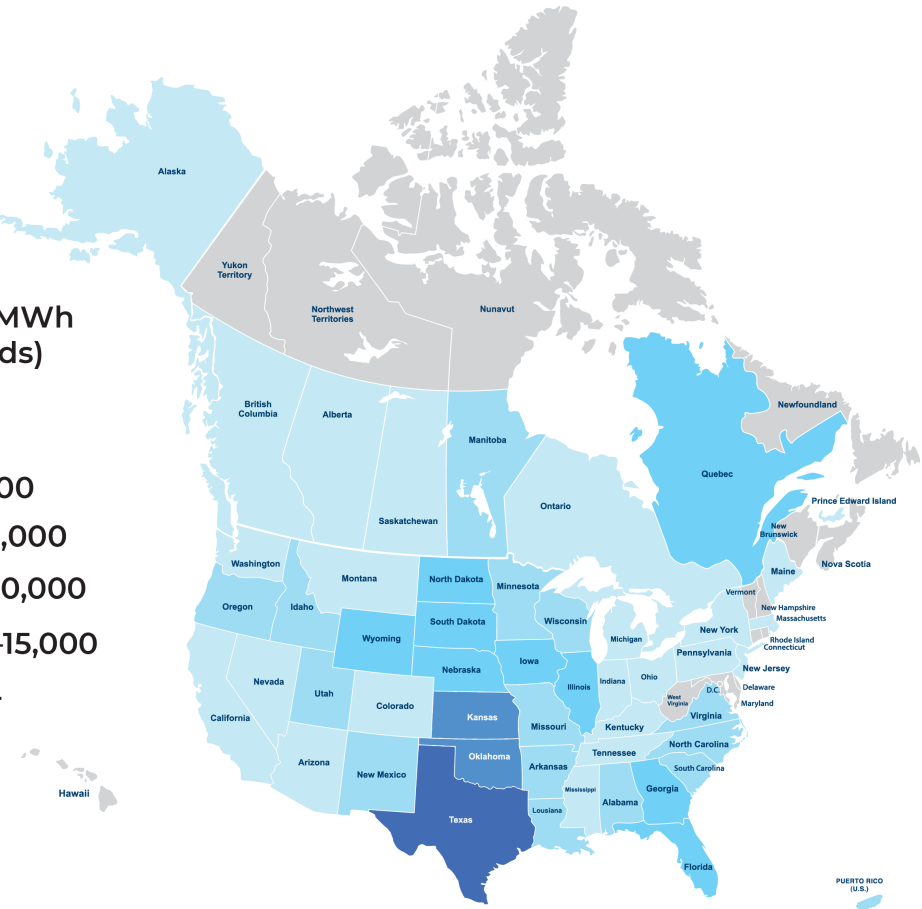 Alaska
Yukon
Territory
Northwest
Territories
Nunavut
MWh
ds)
British
Columbia
Alberta
Manitoba
Newfoundland
Quebec
00
Saskatchewan
Ontario
Prince Edward Island
New
Brunswick
,000
Nova Scotia
Washington
Montana
North Dakota
Minnesota
Maine
0,000
Oregon
Idaho
Vermont
New Hampshire
Massachusetts
South Dakota
Wisconsin
Wyoming
Michigan
New York
Rhode Island
Connecticut
-15,000
Pennsylvania
Nebraska
Iowa
New Jersey
Nevada
Utah
Illinois
Indiana
Ohio
West
Virginia
D.C.
Delaware
Maryland
Colorado
California
Kansas
Missouri
Kentucky
Virginia
North Carolina
Arizona
New Mexico
Oklahoma
Arkansas
Tennessee
South Carolina
Hawaii
Mississippi
Alabama
Georgia
Lousiana
Texas
Florida
PUERTO RICO
(U.S.)